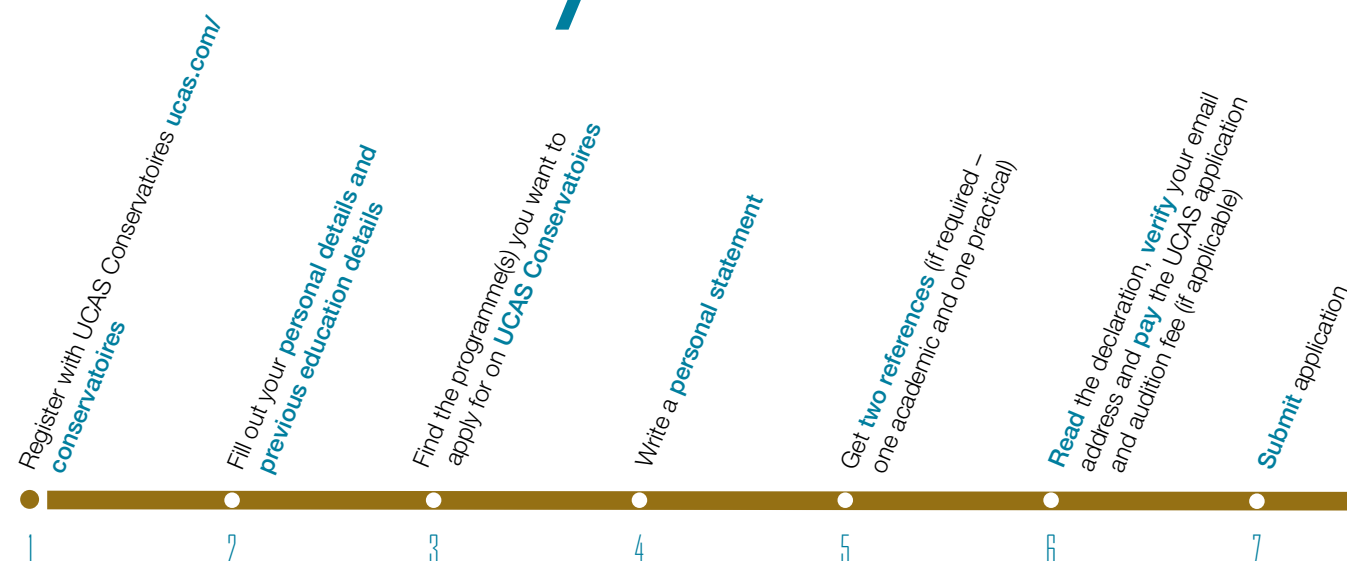 Register with UCAS Conservatoires ucas.com/
conservatoires
Fill out your personal details and
previous education details
Find the programme(s) you want to
apply for on UCAS Conservatoires
Write a personal statement
Get two references (if required –
one academic and one practical)
Read the declaration, verify your email
address and pay the UCAS application
and audition fee (if applicable)
Submit application
1
2
3
4
5
6
7